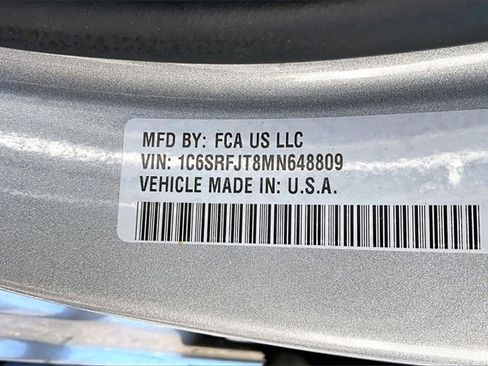 MFD BY: FCA US LLC
VIN: 1C6SRFJT8MN648809
VEHICLE MADE IN: U.S.A.